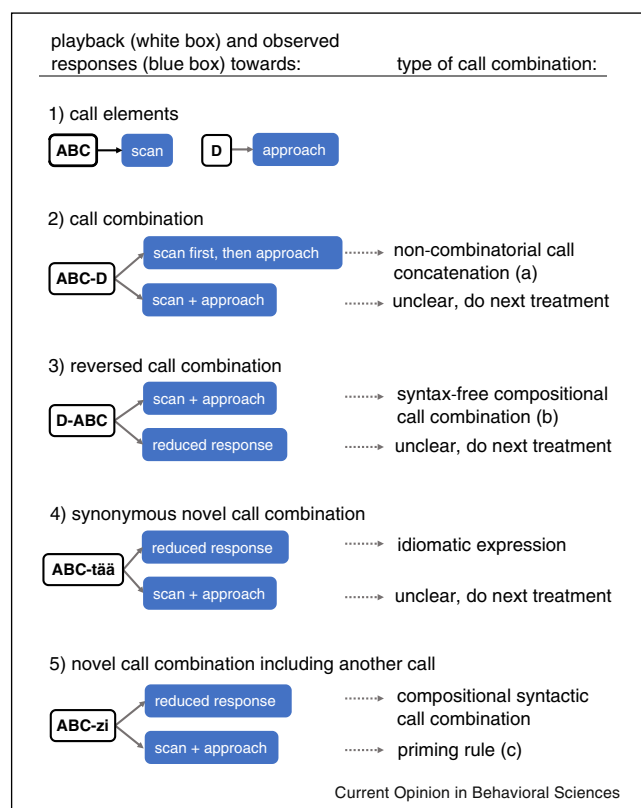 playback (white box) and observed
responses (blue box) towards: type of call combination:
1) call elements
ABC scan D approach
2) call combination
scan first, then approach non-combinatorial call
concatenation (a)
ABC-D
scan + approach unclear, do next treatment
3) reversed call combination
scan + approach syntax-free compositional
call combination (b)
D-ABC
reduced response unclear, do next treatment
4) synonymous novel call combination
reduced response idiomatic expression
ABC-tää
scan + approach unclear, do next treatment
5) novel call combination including another call
reduced response compositional syntactic
call combination
ABC-zi
scan + approach priming rule (c)
Current Opinion in Behavioral Sciences